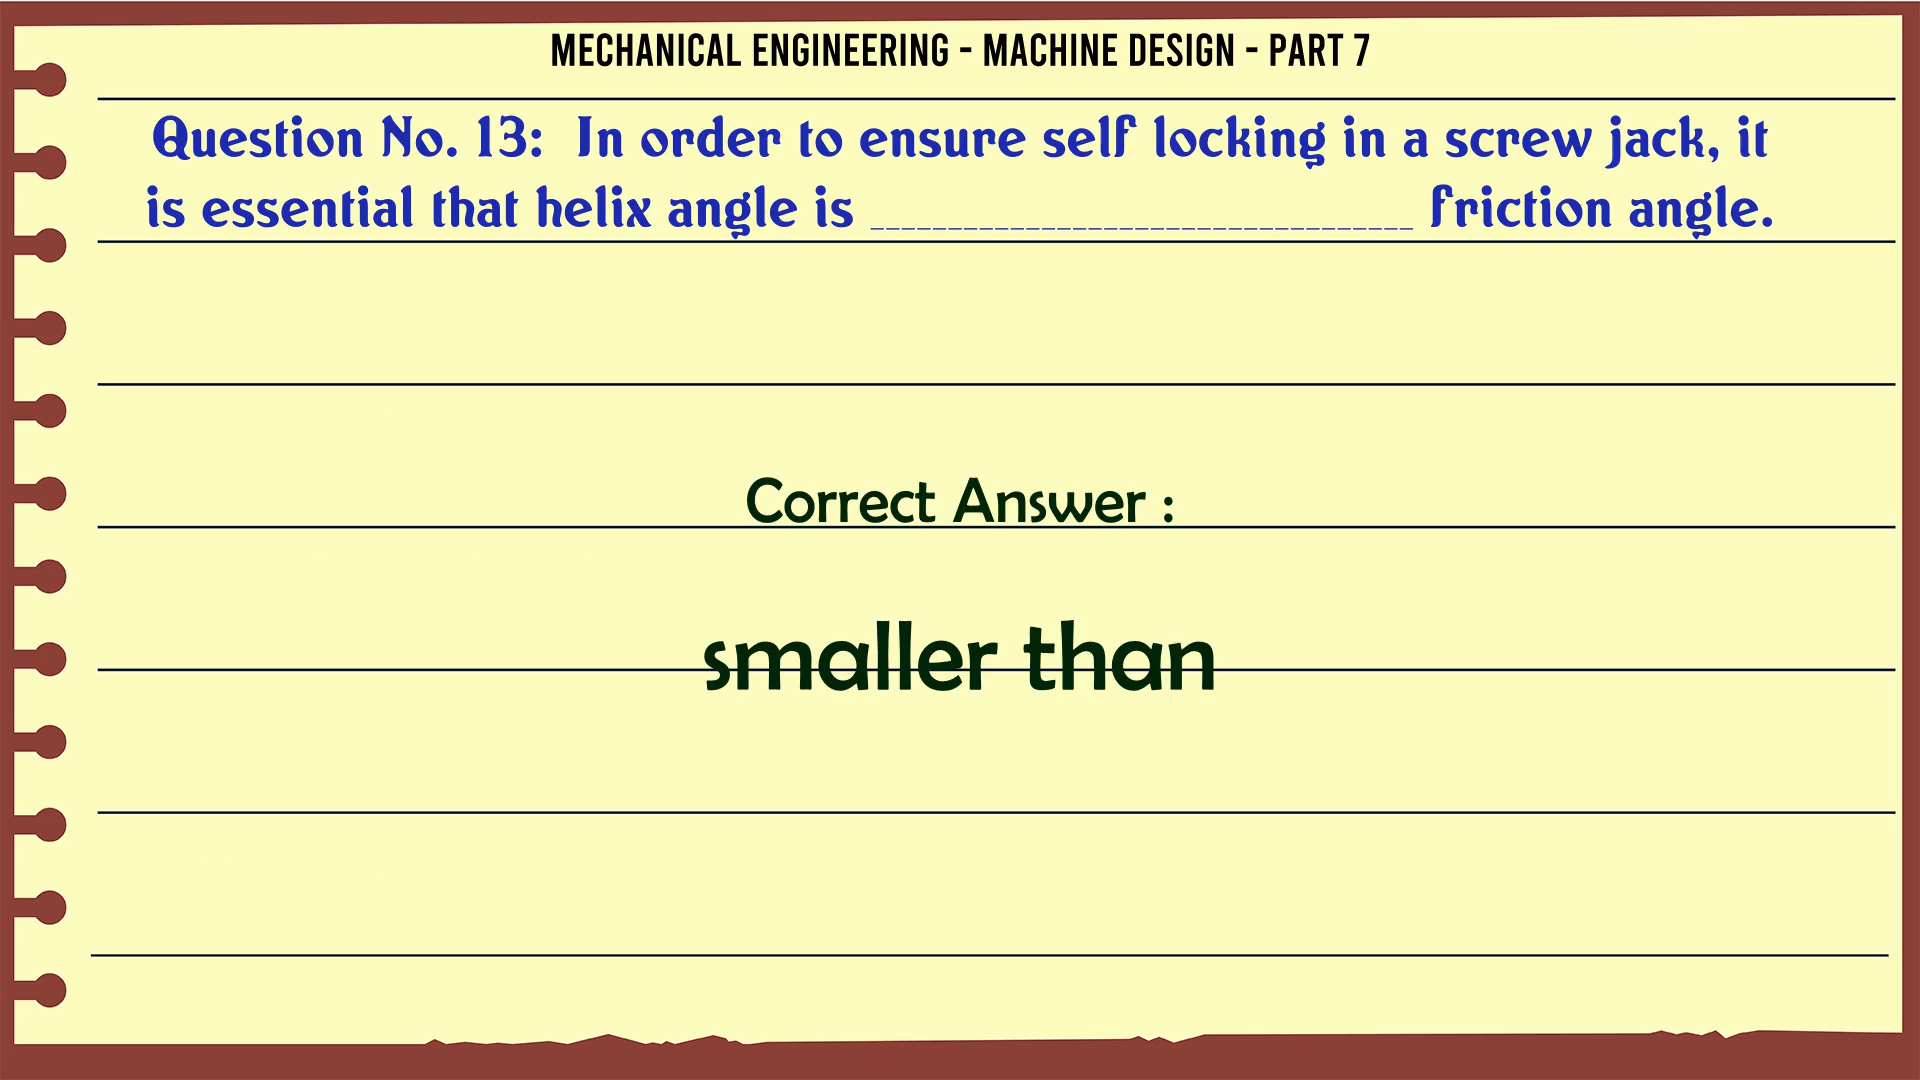 MECHANICAL ENGINEERING - MACHINE DESIGN - PART 7
Question No. 13:  In order to ensure self locking in a screw jack, it
is essential that helix angle is __________________________________ friction angle.
Correct Answer :
smaller than